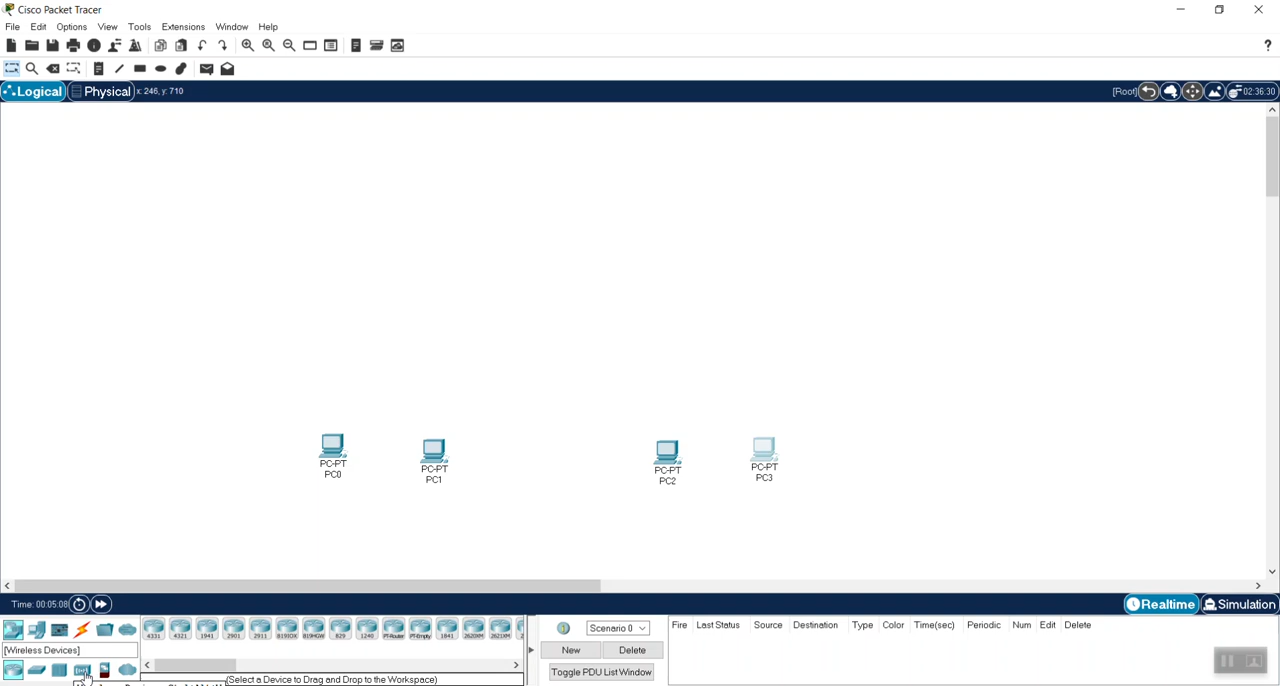 Cisco Packet Tracer
File Edit Options View Tools Extensions Window Help
?
Logical Physical x: 246, y: 710 [Root] 02:36:30
PC-PT PC-PT PC-PT PC-PT
PC0 PC1 PC2 PC3
Time: 00:05:08 Realtime Simulation
4331 4321 1941 2901 2911 819IOX 819HGW 829 1240 PT-Router PT-Empty 1841 2620XM 2621XM 2
Scenario 0
Fire Last Status Source Destination Type Color Time(sec) Periodic Num Edit Delete
[Wireless Devices]
New Delete
Toggle PDU List Window
(Select a Device to Drag and Drop to the Workspace)